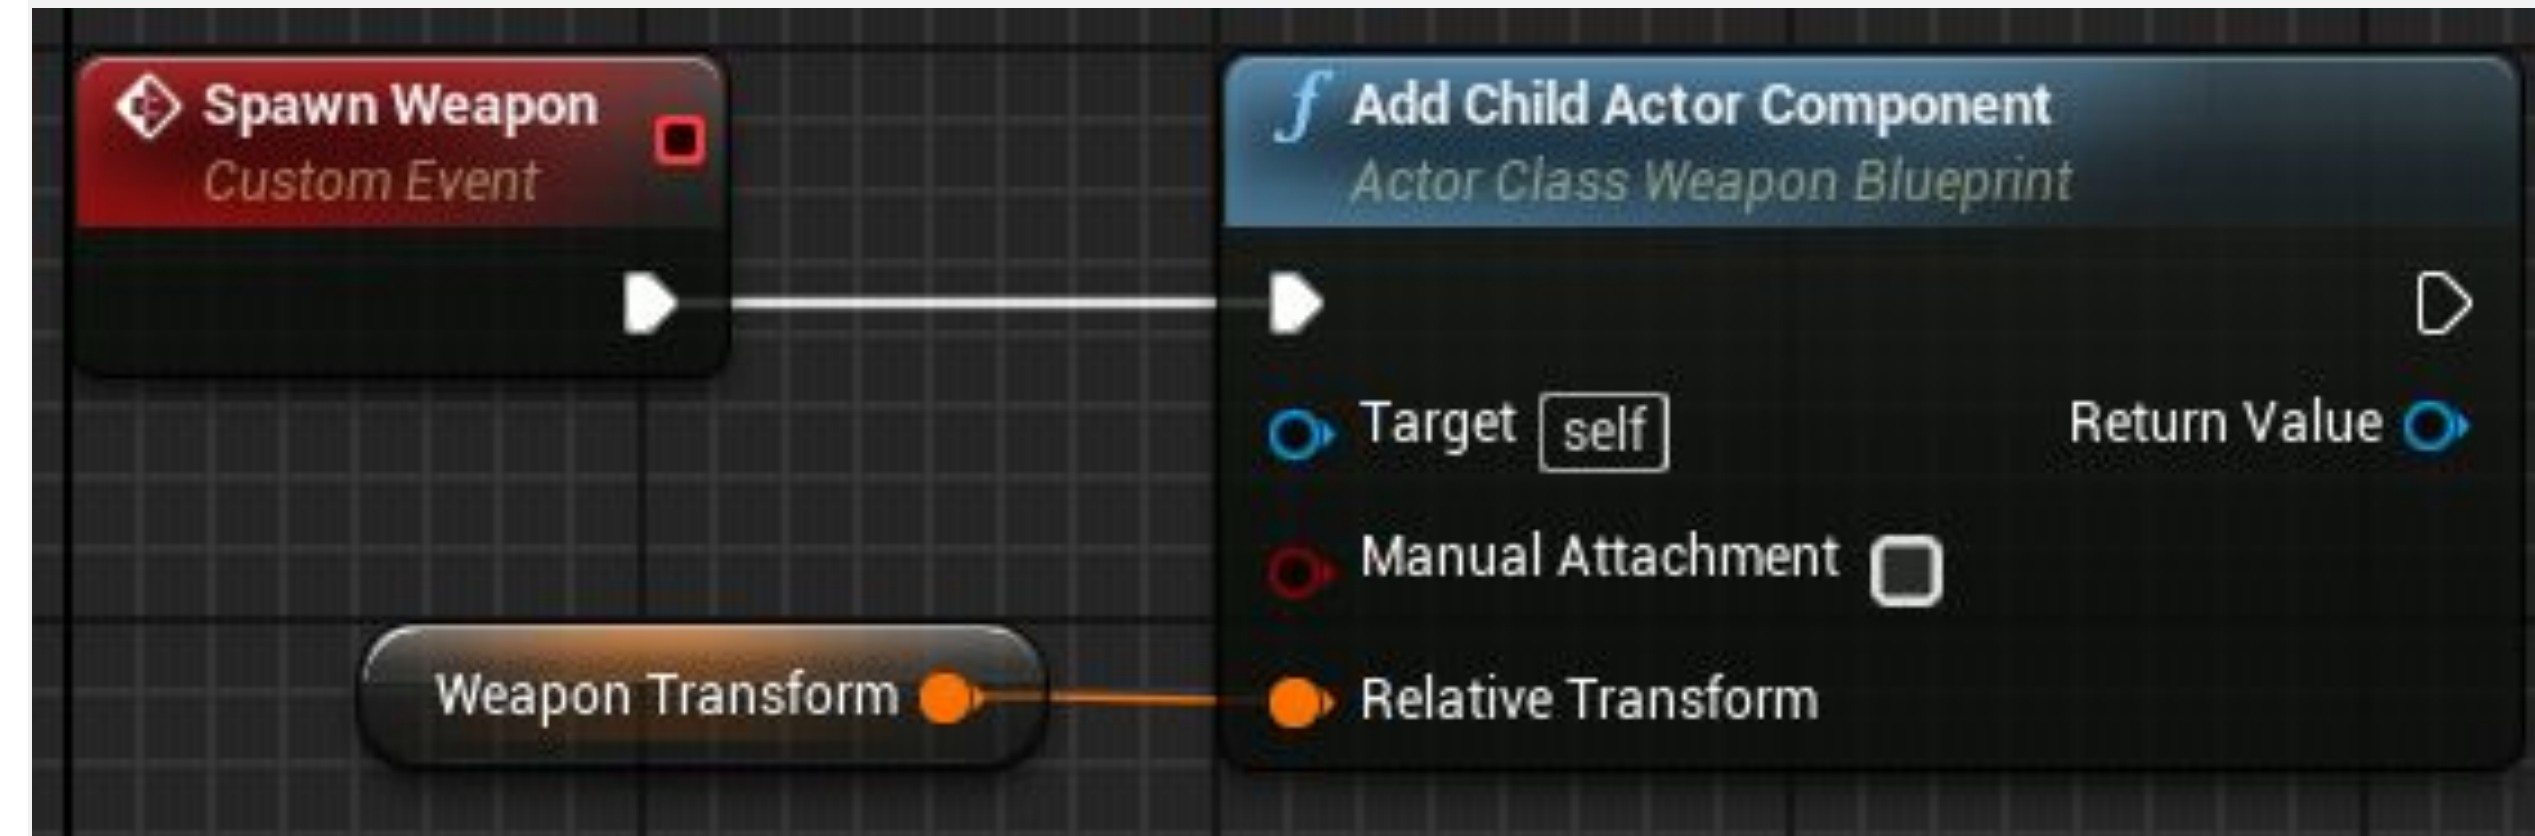 Spawn Weapon
Custom Event
Add Child Actor Component
Actor Class Weapon Blueprint
Target self
Return Value
Manual Attachment
Weapon Transform
Relative Transform